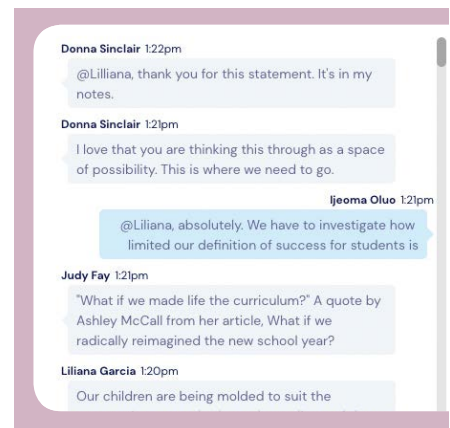 Donna Sinclair 1:22pm
@Lilliana, thank you for this statement. It's in my
notes.
Donna Sinclair 1:21pm
I love that you are thinking this through as a space
of possibility. This is where we need to go.
Ijeoma Oluo 1:21pm
@Liliana, absolutely. We have to investigate how
limited our definition of success for students is
Judy Fay 1:21pm
"What if we made life the curriculum?" A quote by
Ashley McCall from her article, What if we
radically reimagined the new school year?
Liliana Garcia 1:20pm
Our children are being molded to suit the